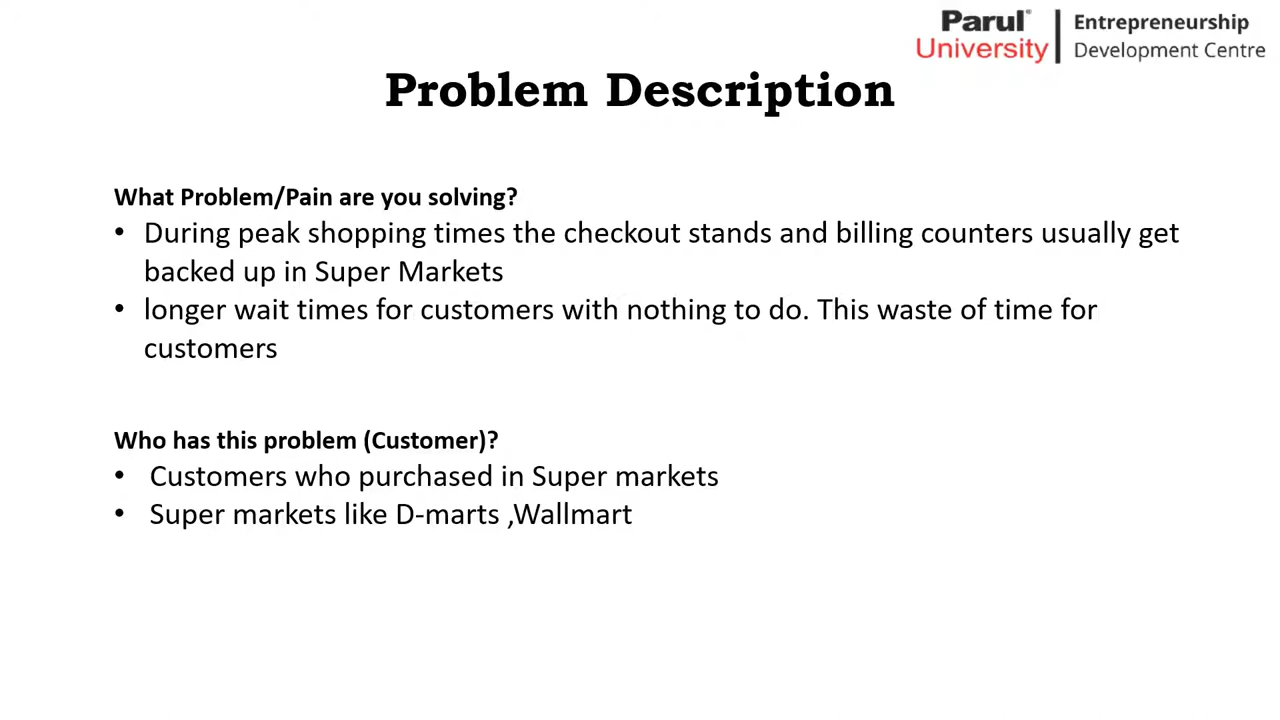 Parul® | Entrepreneurship
University | Development Centre
Problem Description
What Problem/Pain are you solving?
• During peak shopping times the checkout stands and billing counters usually get
backed up in Super Markets
• longer wait times for customers with nothing to do. This waste of time for
customers
Who has this problem (Customer)?
• Customers who purchased in Super markets
• Super markets like D-marts ,Wallmart